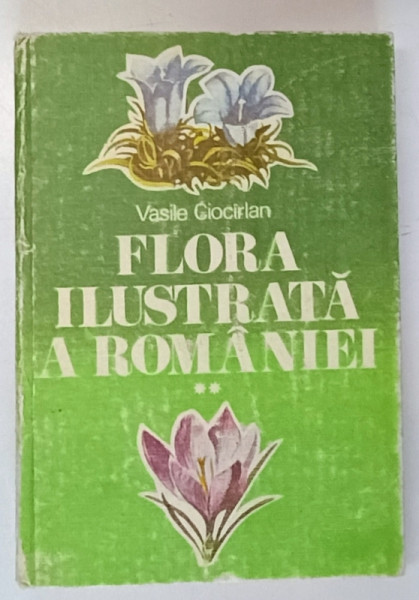 Vasile Ciocîrlan
FLORA
ILUSTRATĂ
A ROMÂNIEI
**